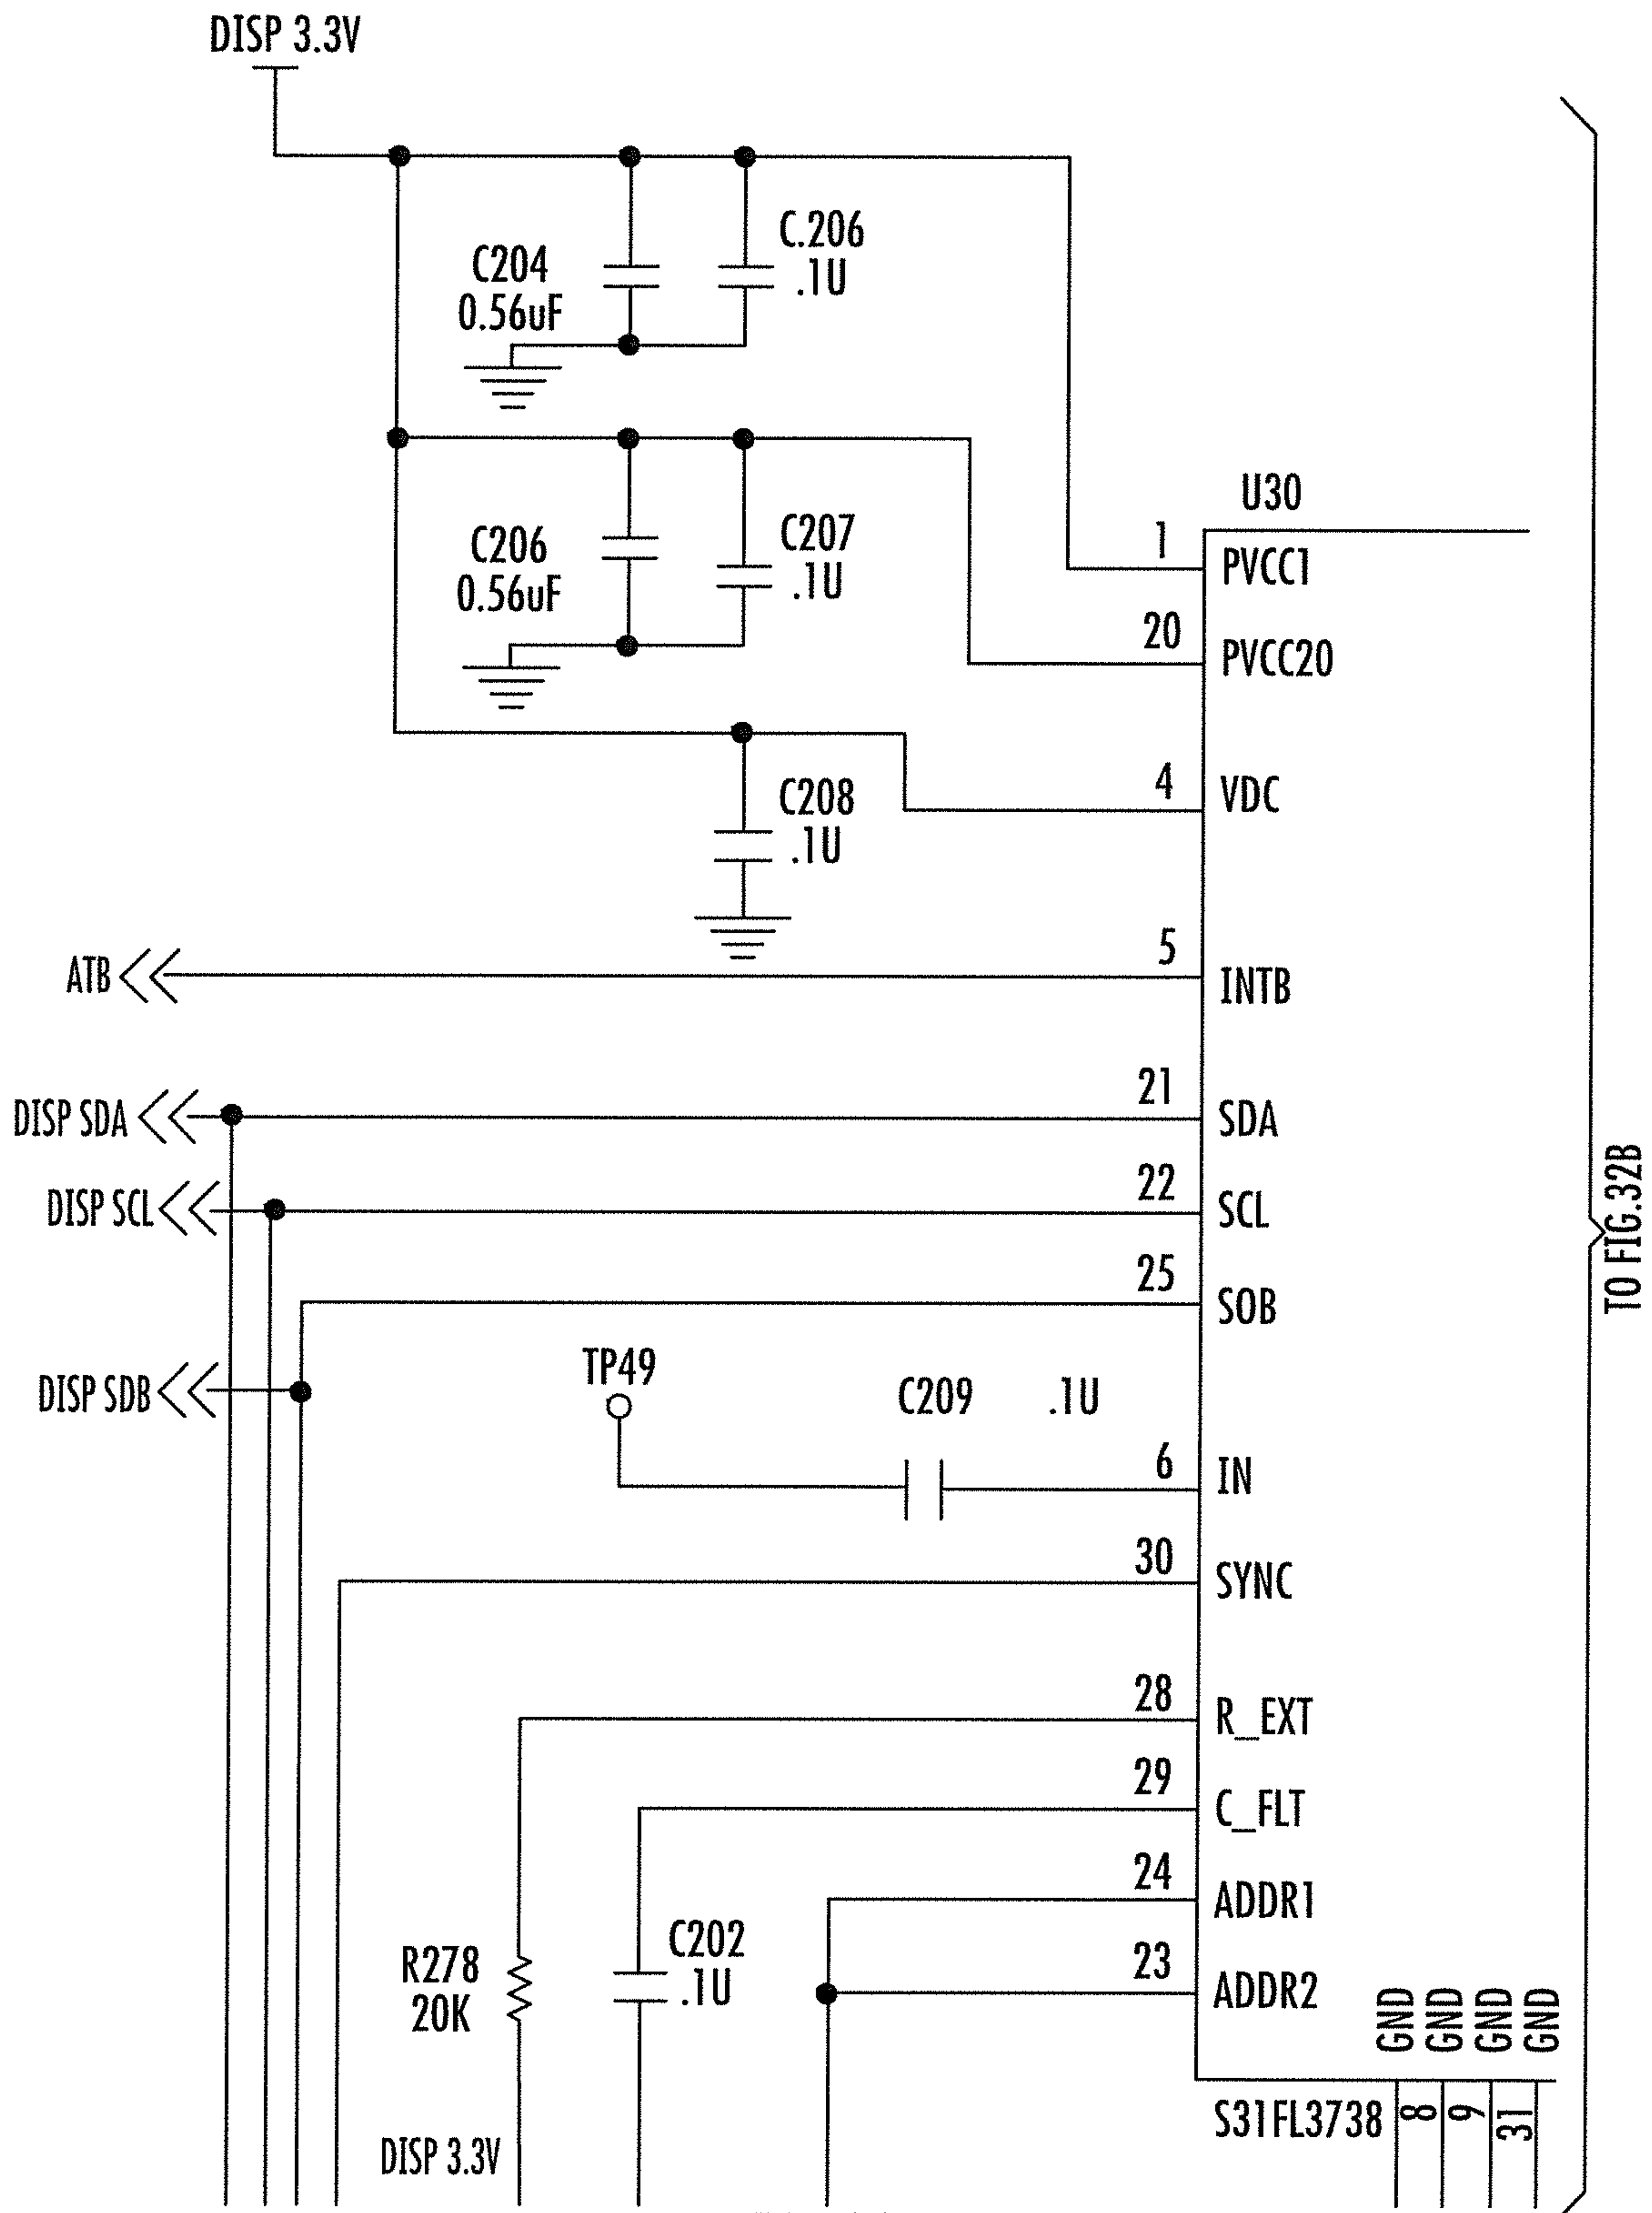 DISP 3.3V
C.206
.1U
C204
0.56uF
U30
C206
0.56uF
C207
.1U
1
PVCC1
20
PVCC20
C208
.1U
4
VDC
ATB
5
INTB
DISP SDA
21
SDA
DISP SCL
22
SCL
25
SOB
DISP SDB
TP49
C209 .1U
6
IN
30
SYNC
28
R_EXT
29
C_FLT
24
ADDR1
R278
20K
C202
.1U
23
ADDR2
GND
GND
GND
GND
S31FL3738
8
9
31
DISP 3.3V
TO FIG.32B